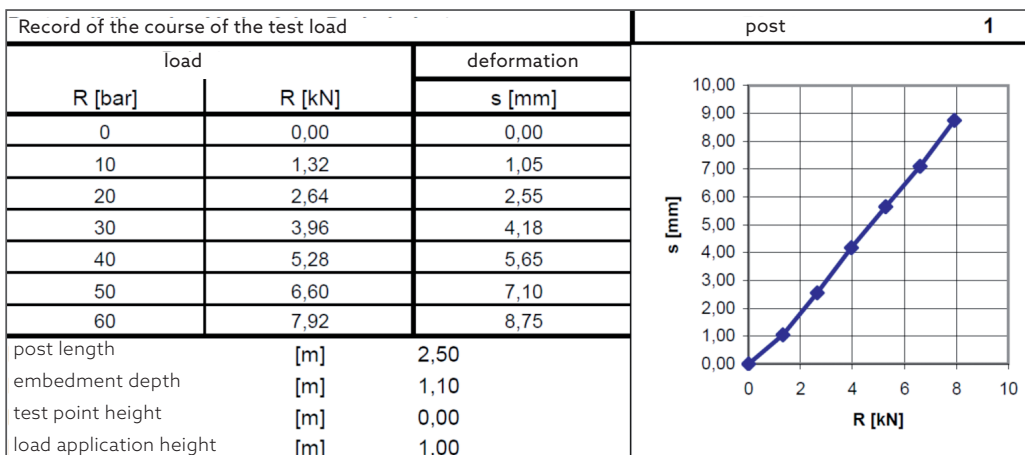 Record of the course of the test load
post 1
load deformation
R [bar] R [kN] s [mm]
0 0,00 0,00
10 1,32 1,05
20 2,64 2,55
30 3,96 4,18
40 5,28 5,65
50 6,60 7,10
60 7,92 8,75
post length [m] 2,50
embedment depth [m] 1,10
test point height [m] 0,00
load application height [m] 1,00
10,00
9,00
8,00
7,00
6,00
5,00
4,00
3,00
2,00
1,00
0,00
s [mm]
0 2 4 6 8 10
R [kN]